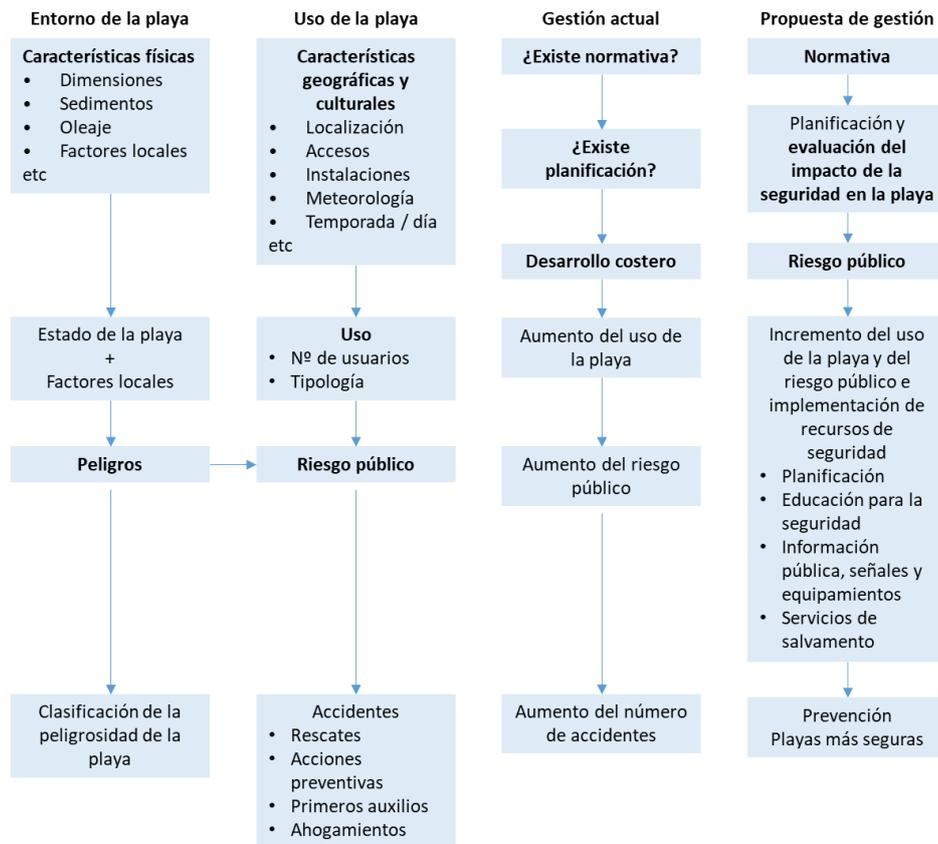 Entorno de la playa
Características físicas
• Dimensiones
• Sedimentos
• Oleaje
• Factores locales
etc
Estado de la playa
+
Factores locales
Peligros
Clasificación de la
peligrosidad de la
playa
Uso de la playa
Características
geográficas y
culturales
• Localización
• Accesos
• Instalaciones
• Meteorología
• Temporada / día
etc
Uso
• Nº de usuarios
• Tipología
Riesgo público
Accidentes
• Rescates
• Acciones
preventivas
• Primeros auxilios
• Ahogamientos
Gestión actual
¿Existe normativa?
¿Existe
planificación?
Desarrollo costero
Aumento del uso de
la playa
Aumento del riesgo
público
Aumento del número
de accidentes
Propuesta de gestión
Normativa
Planificación y
evaluación del
impacto de la
seguridad en la playa
Riesgo público
Incremento del uso
de la playa y del
riesgo público e
implementación de
recursos de
seguridad
• Planificación
• Educación para la
seguridad
• Información
pública, señales y
equipamientos
• Servicios de
salvamento
Prevención
Playas más seguras